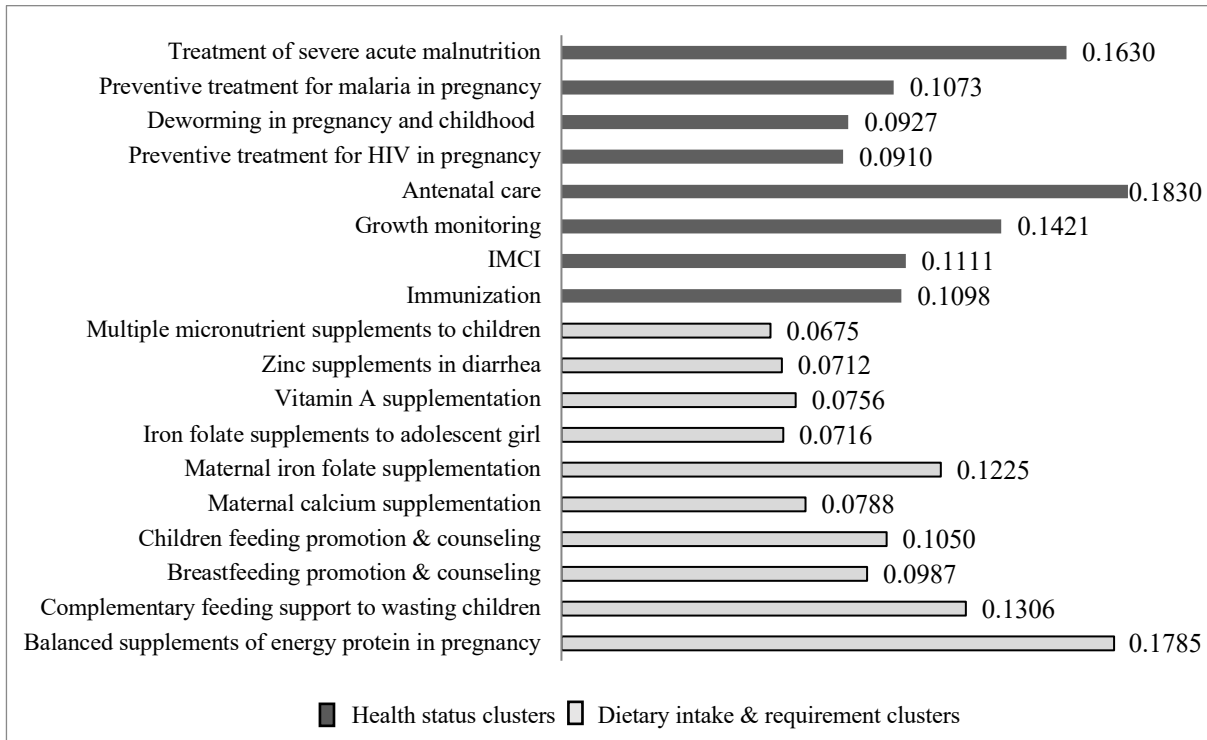 Treatment of severe acute malnutrition 0.1630
Preventive treatment for malaria in pregnancy 0.1073
Deworming in pregnancy and childhood 0.0927
Preventive treatment for HIV in pregnancy 0.0910
Antenatal care 0.1830
Growth monitoring 0.1421
IMCI 0.1111
Immunization 0.1098
Multiple micronutrient supplements to children 0.0675
Zinc supplements in diarrhea 0.0712
Vitamin A supplementation 0.0756
Iron folate supplements to adolescent girl 0.0716
Maternal iron folate supplementation 0.1225
Maternal calcium supplementation 0.0788
Children feeding promotion & counseling 0.1050
Breastfeeding promotion & counseling 0.0987
Complementary feeding support to wasting children 0.1306
Balanced supplements of energy protein in pregnancy 0.1785
Health status clusters Dietary intake & requirement clusters